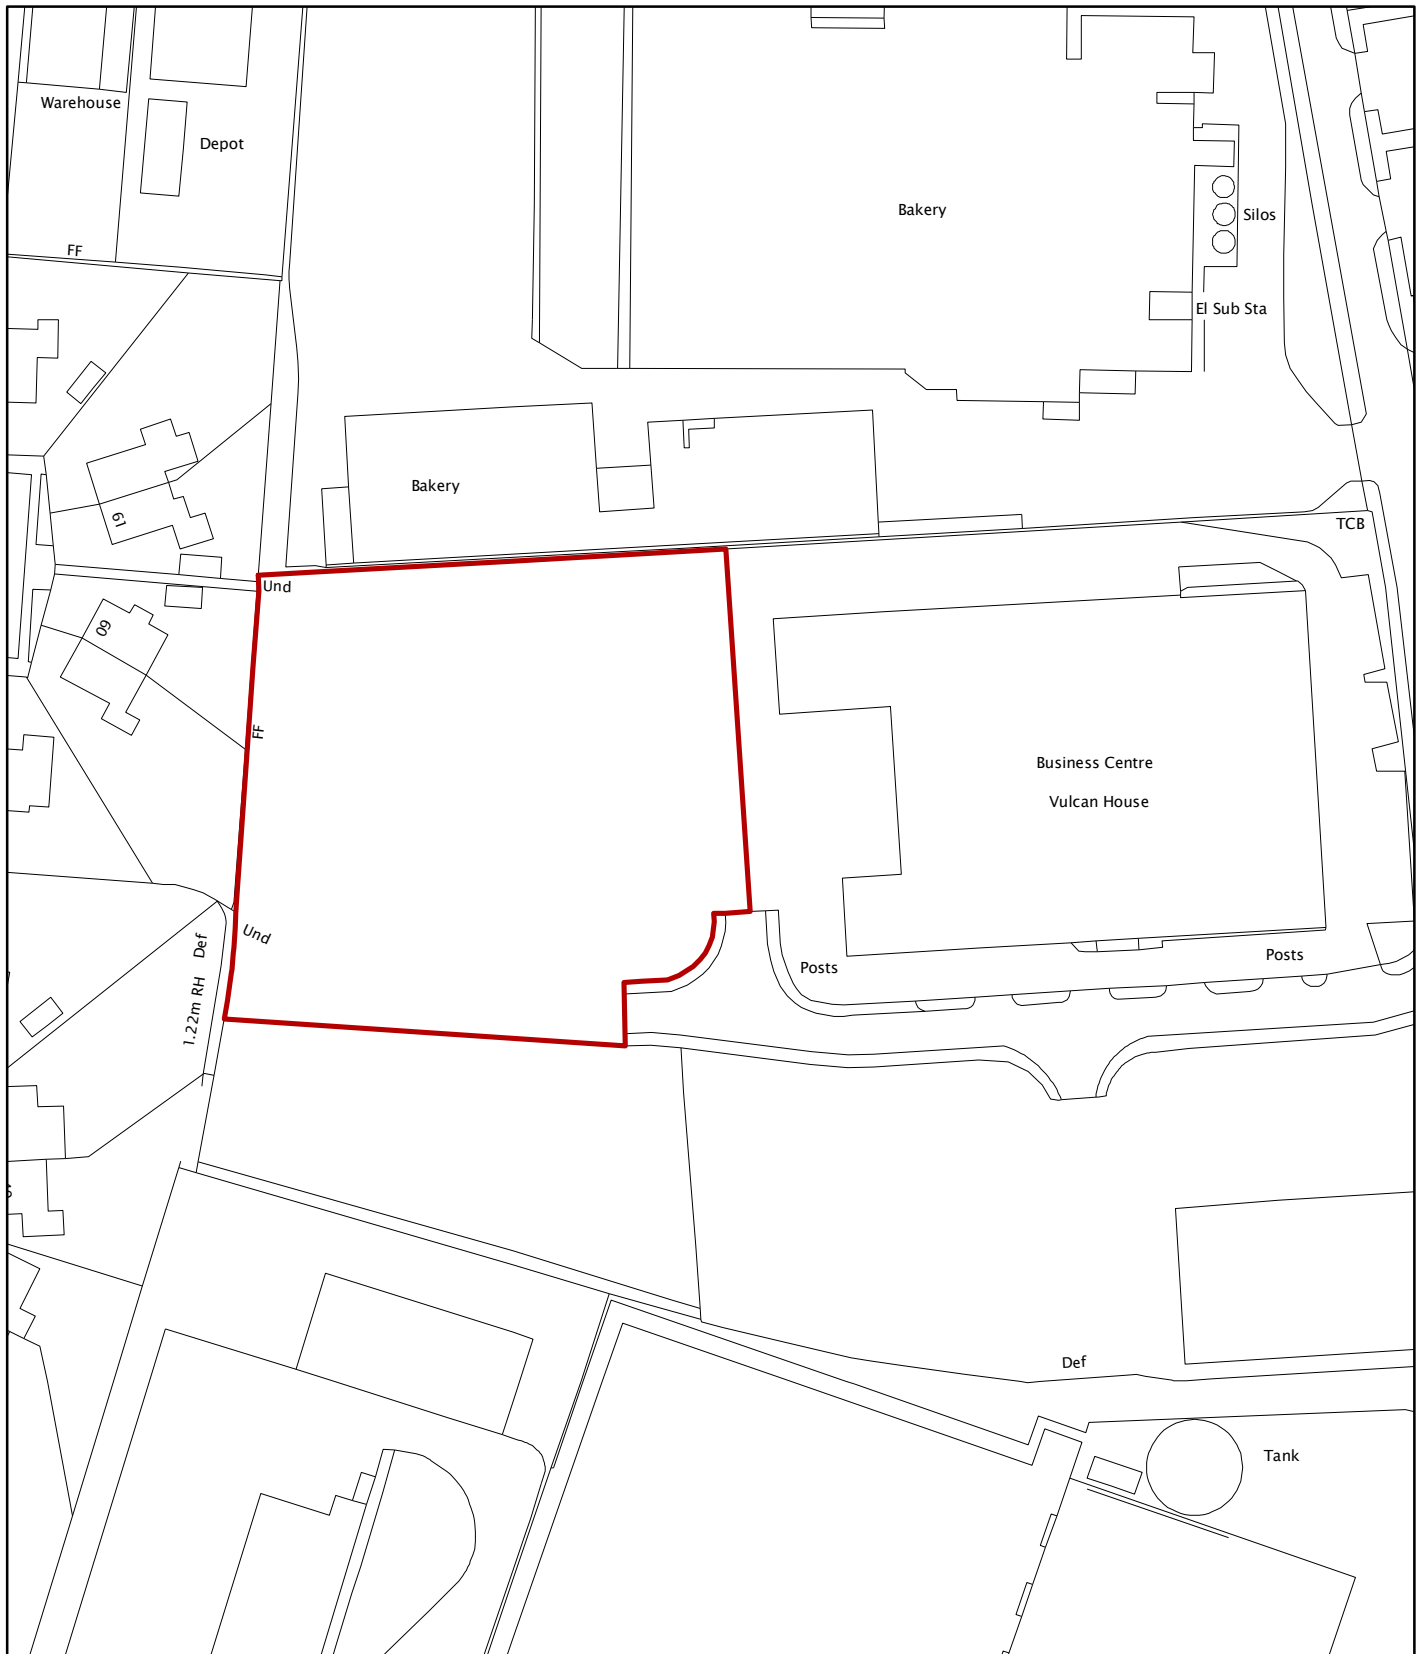 Warehouse
Depot
Bakery
Silos
FF
El Sub Sta
Bakery
61
TCB
Und
60
FF
Business Centre
Vulcan House
Und
Def
1.22m RH
Posts
Posts
Def
Tank